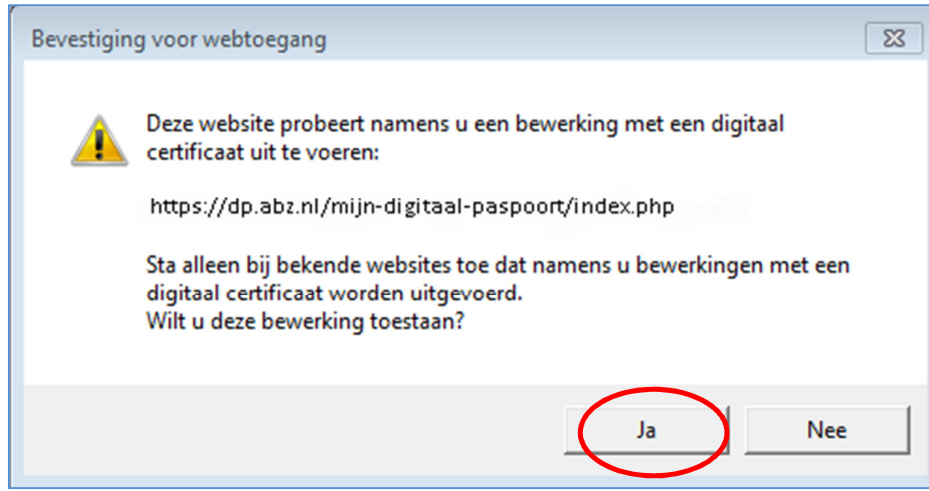 Bevestiging voor webtoegang
Deze website probeert namens u een bewerking met een digitaal
certificaat uit te voeren:
https://dp.abz.nl/mijn-digitaal-paspoort/index.php
Sta alleen bij bekende websites toe dat namens u bewerkingen met een
digitaal certificaat worden uitgevoerd.
Wilt u deze bewerking toestaan?
Ja
Nee